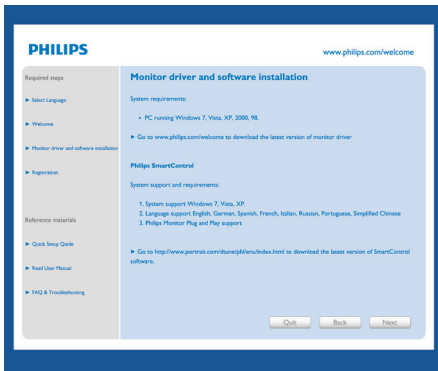 PHILIPS
www.philips.com/welcome
Required steps
► Select Language:
► Welcome
► Monitor driver and software installation
► Registration
Reference materials
► Quick Setup Quide
► Read User Manual
► FAQ & Troubleshooting
Monitor driver and software installation
System requirements:
• PC running Windows 7, Vista, XP, 2000, 98.
► Go to www.philips.com/welcome to download the latest version of monitor driver
Philips SmartControl
System support and requirements:
1. System support Windows 7, Vista, XP.
2. Language support English, German, Spanish, French, Italian, Russian, Portuguese, Simplified Chinese
3. Philips Monitor Plug and Play support
► Go to http://www.portrait.com/dtune/phl/enu/index.html to download the latest version of SmartControl
software.
Quit
Back
Next